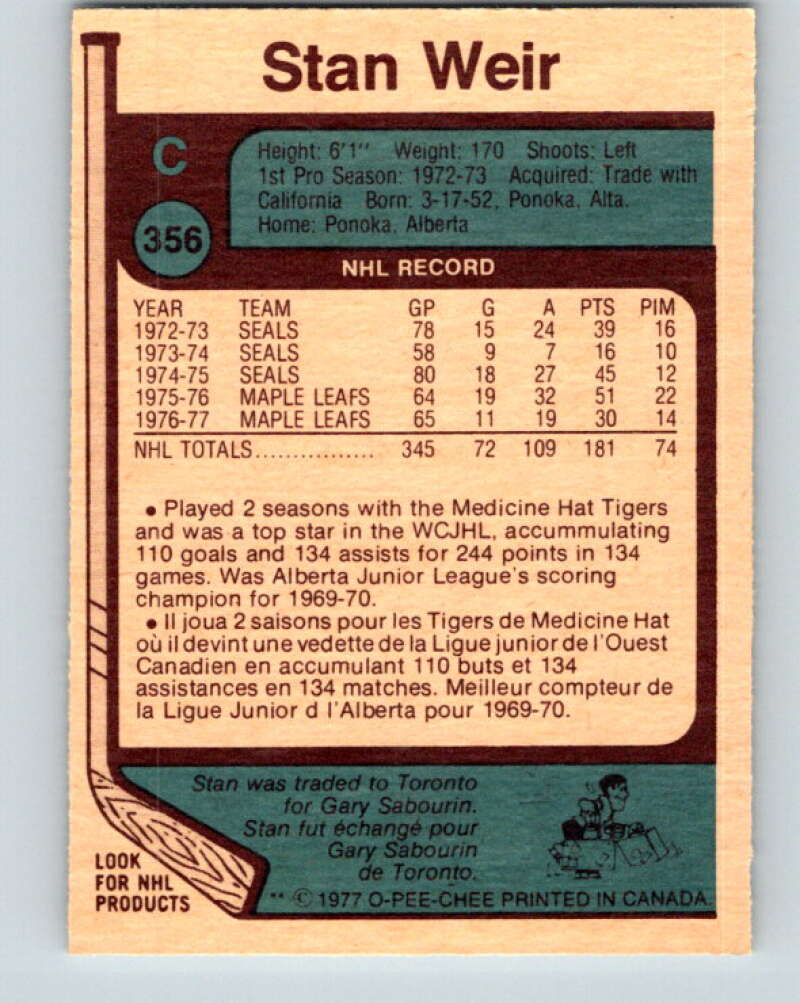 Stan Weir
C
356
Height: 6'1" Weight: 170 Shoots: Left
1st Pro Season: 1972-73 Acquired: Trade with
California Born: 3-17-52, Ponoka, Alta.
Home: Ponoka, Alberta
NHL RECORD
YEAR TEAM GP G A PTS PIM
1972-73 SEALS 78 15 24 39 16
1973-74 SEALS 58 9 7 16 10
1974-75 SEALS 80 18 27 45 12
1975-76 MAPLE LEAFS 64 19 32 51 22
1976-77 MAPLE LEAFS 65 11 19 30 14
NHL TOTALS................ 345 72 109 181 74
• Played 2 seasons with the Medicine Hat Tigers
and was a top star in the WCJHL, accummulating
110 goals and 134 assists for 244 points in 134
games. Was Alberta Junior League's scoring
champion for 1969-70.
• Il joua 2 saisons pour les Tigers de Medicine Hat
où il devint une vedette de la Ligue junior de l'Ouest
Canadien en accumulant 110 buts et 134
assistances en 134 matches. Meilleur compteur de
la Ligue Junior d l'Alberta pour 1969-70.
Stan was traded to Toronto
for Gary Sabourin.
Stan fut échangé pour
Gary Sabourin
de Toronto.
LOOK
FOR NHL
PRODUCTS
** © 1977 O-PEE-CHEE PRINTED IN CANADA